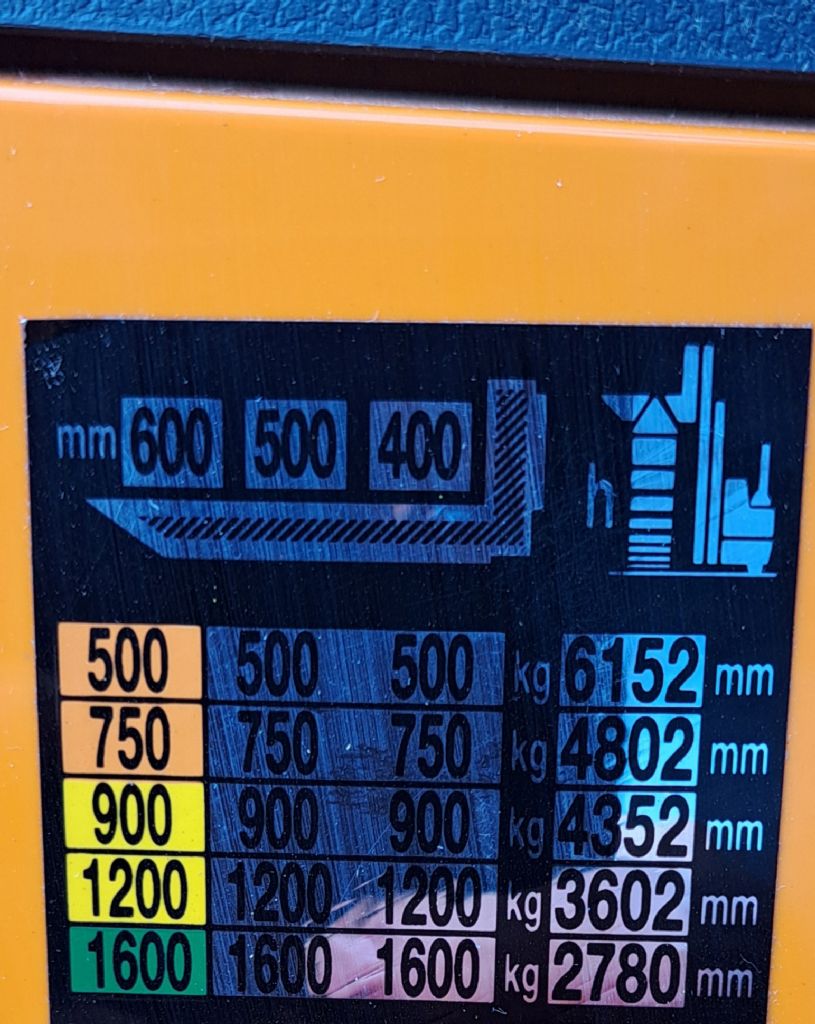 mm 600 500 400
h
500 500 500 kg 6152 mm
750 750 750 kg 4802 mm
900 900 900 kg 4352 mm
1200 1200 1200 kg 3602 mm
1600 1600 1600 kg 2780 mm